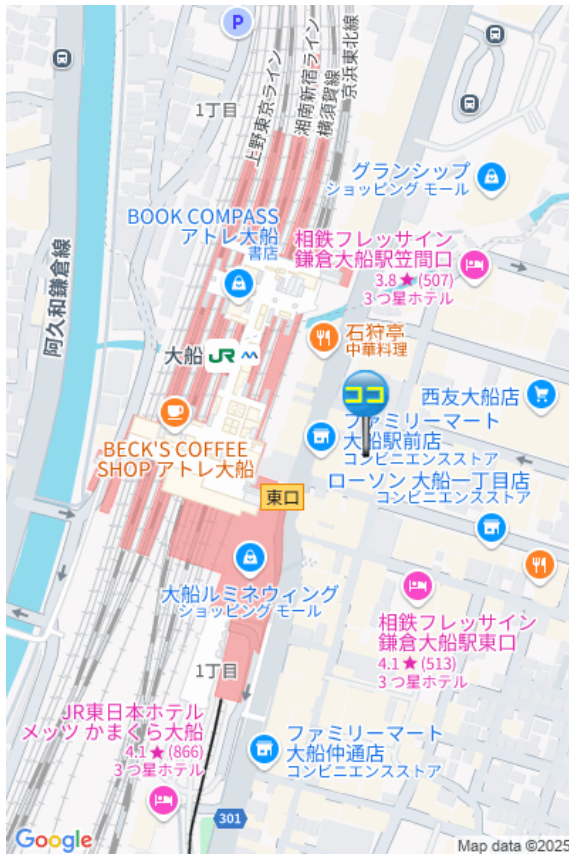 P
1丁目
上野東京ライン
湘南新宿ライン
横須賀線
京浜東北線
グランシップ
ショッピング モール
BOOK COMPASS
アトレ大船
書店
相鉄フレッサイン
鎌倉大船駅笠間口
3.8★(507)
3 つ星ホテル
阿久和鎌倉線
石狩亭
中華料理
大船 JR
ココ
西友大船店
ファミリーマート
大船駅前店
コンビニエンスストア
BECK'S COFFEE
SHOP アトレ大船
ローソン 大船一丁目店
コンビニエンスストア
東口
大船ルミネウィング
ショッピング モール
相鉄フレッサイン
鎌倉大船駅東口
4.1★(513)
3 つ星ホテル
1丁目
JR東日本ホテル
メッツ かまくら大船
4.1★(866)
3 つ星ホテル
ファミリーマート
大船仲通店
コンビニエンスストア
301
Google
Map data ©2025